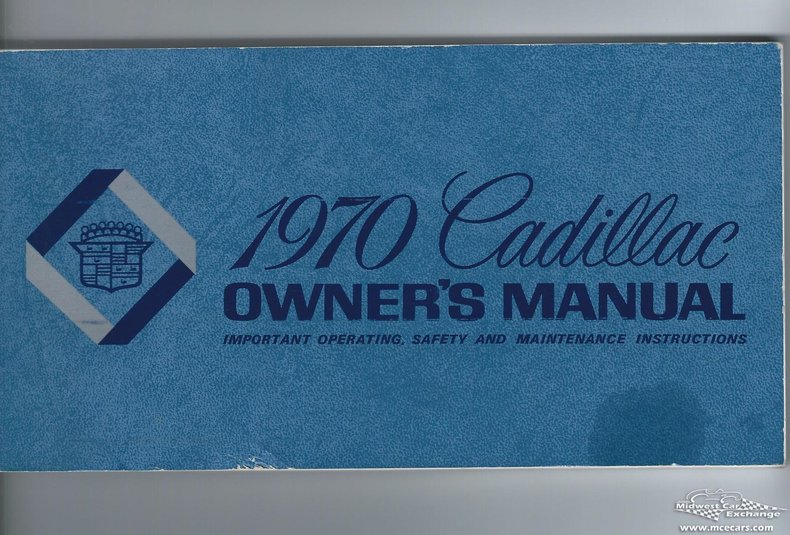 1970 Cadillac
OWNER'S MANUAL
IMPORTANT OPERATING, SAFETY AND MAINTENANCE INSTRUCTIONS
Midwest Car
Exchange
www.mcecars.com